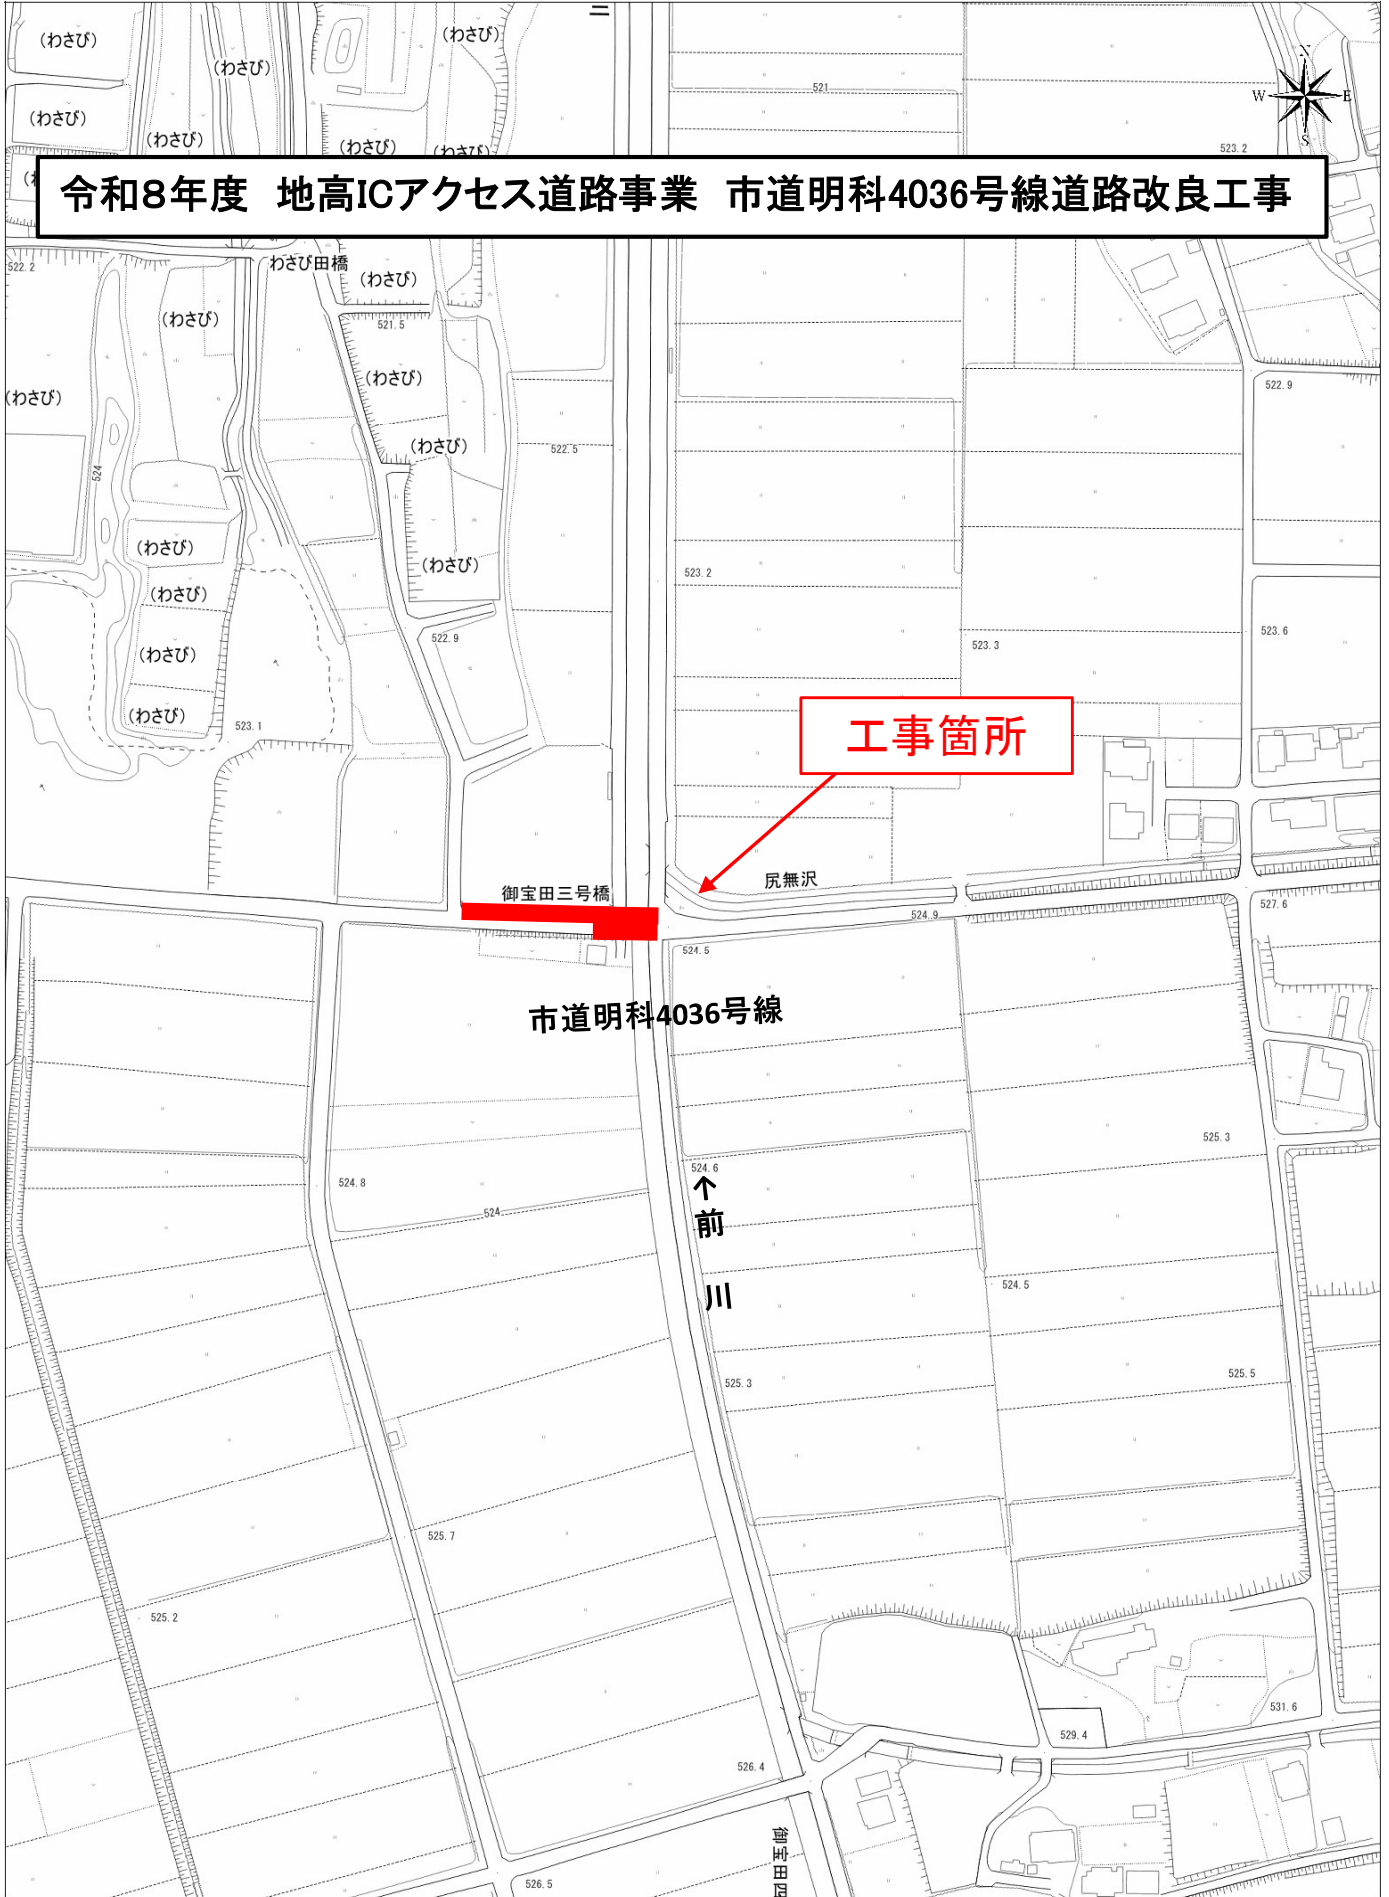 (わさび)
(わさび)
(わさび)
(わさび)
(わさび)
(わさび)
(わさび)
521
N
W
E
S
523.2
令和8年度 地高ICアクセス道路事業 市道明科4036号線道路改良工事
522.2
わさび田橋
(わさび)
(わさび)
521.5
(わさび)
(わさび)
522.9
(わさび)
522.5
524
(わさび)
(わさび)
523.2
(わさび)
522.9
523.3
523.6
(わさび)
(わさび)
523.1
工事箇所
尻無沢
御宝田三号橋
527.6
524.9
524.5
市道明科4036号線
525.3
524.6
524.8
↑
前
川
524
524.5
525.3
525.5
525.7
525.2
531.6
529.4
526.4
御宝田四
526.5